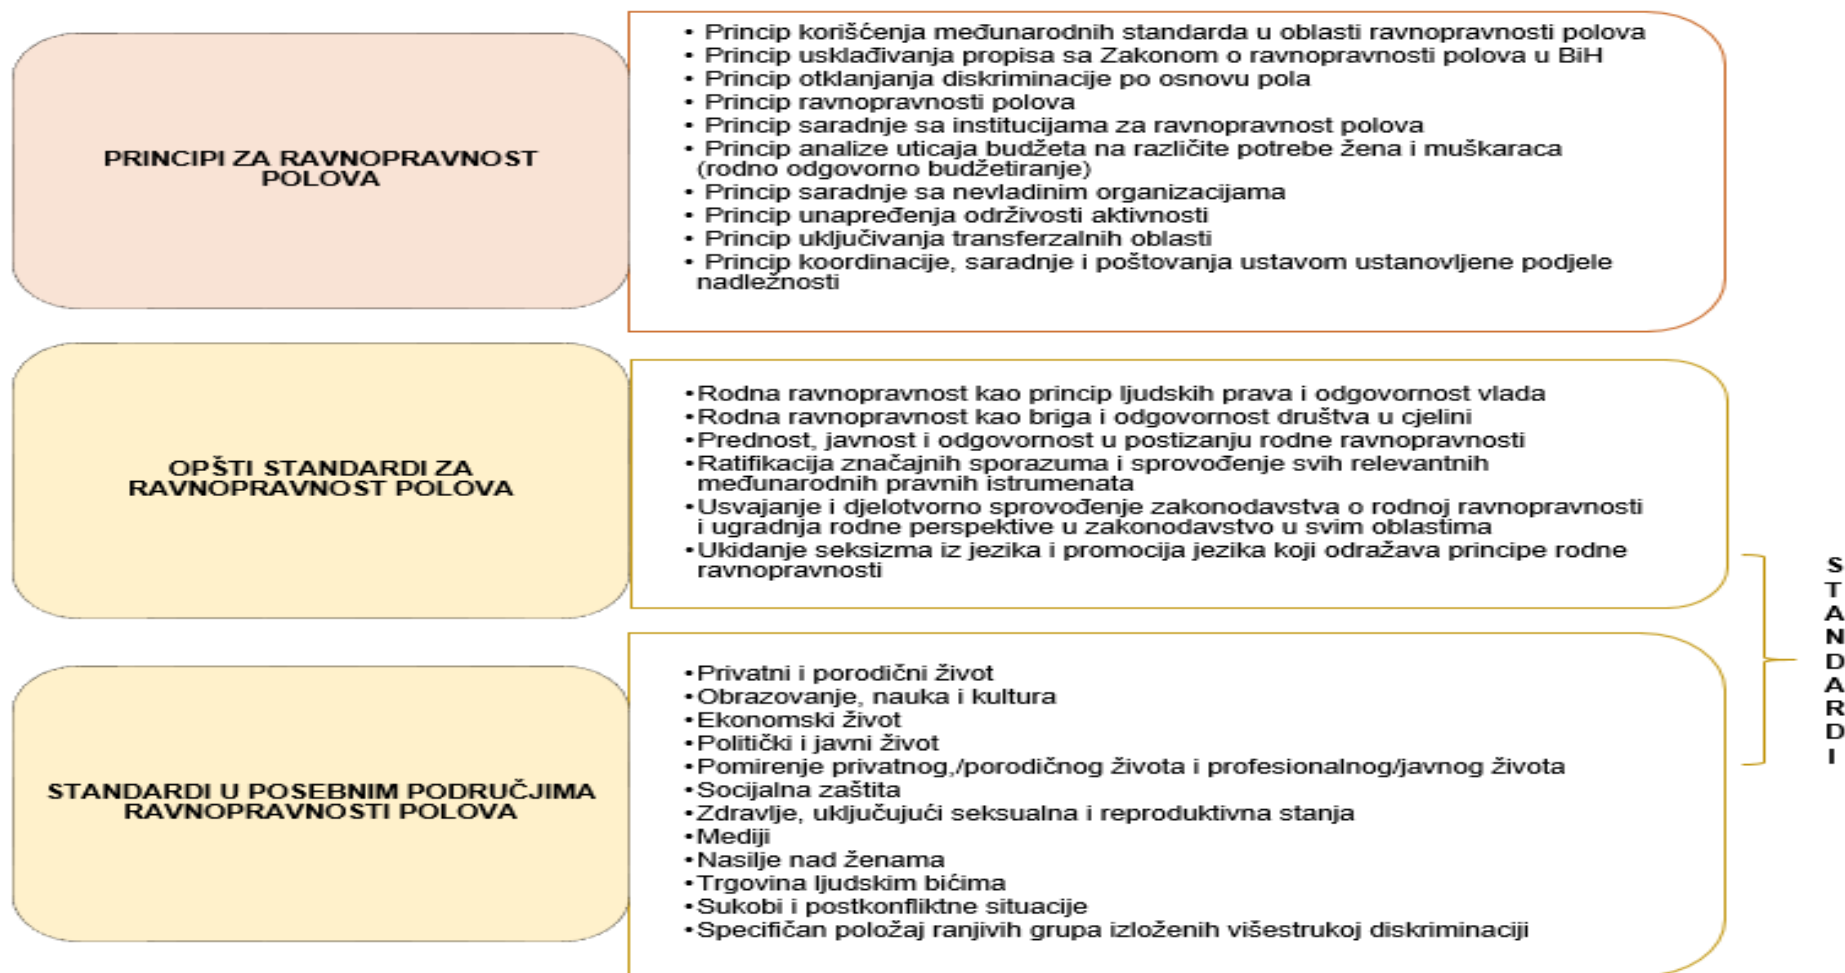 PRINCIPI ZA RAVNOPRAVNOST
POLOVA
• Princip korišćenja međunarodnih standarda u oblasti ravnopravnosti polova
• Princip usklađivanja propisa sa Zakonom o ravnopravnosti polova u BiH
• Princip otklanjanja diskriminacije po osnovu pola
• Princip ravnopravnosti polova
• Princip saradnje sa institucijama za ravnopravnost polova
• Princip analize uticaja budžeta na različite potrebe žena i muškaraca
(rodno odgovorno budžetiranje)
• Princip saradnje sa nevladinim organizacijama
• Princip unapređenja održivosti aktivnosti
• Princip uključivanja transferzalnih oblasti
• Princip koordinacije, saradnje i poštovanja ustavom ustanovljene podjele
nadležnosti
OPŠTI STANDARDI ZA
RAVNOPRAVNOST POLOVA
•Rodna ravnopravnost kao princip ljudskih prava i odgovornost vlada
•Rodna ravnopravnost kao briga i odgovornost društva u cjelini
•Prednost, javnost i odgovornost u postizanju rodne ravnopravnosti
•Ratifikacija značajnih sporazuma i sprovođenje svih relevantnih
međunarodnih pravnih istrumenata
•Usvajanje i djelotvorno sprovođenje zakonodavstva o rodnoj ravnopravnosti
i ugradnja rodne perspektive u zakonodavstvo u svim oblastima
•Ukidanje seksizma iz jezika i promocija jezika koji odražava principe rodne
ravnopravnosti
STANDARDI U POSEBNIM PODRUČJIMA
RAVNOPRAVNOSTI POLOVA
•Privatni i porodični život
•Obrazovanje, nauka i kultura
•Ekonomski život
•Politički i javni život
•Pomirenje privatnog,/porodičnog života i profesionalnog/javnog života
•Socijalna zaštita
•Zdravlje, uključujući seksualna i reproduktivna stanja
•Mediji
•Nasilje nad ženama
•Trgovina ljudskim bićima
•Sukobi i postkonfliktne situacije
•Specifičan položaj ranjivih grupa izloženih višestrukoj diskriminaciji
STANDARDI